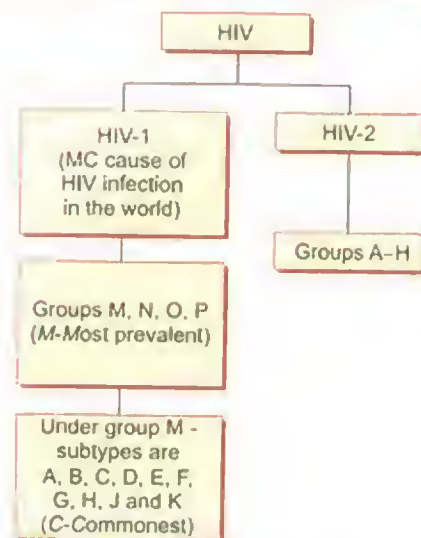 HIV
HIV-1
(MC cause of
HIV infection
in the world)
HIV-2
Groups A-H
Groups M, N, O, P
(M-Most prevalent)
Under group M -
subtypes are
A, B, C, D, E, F,
G, H, J and K
(C-Commonest)